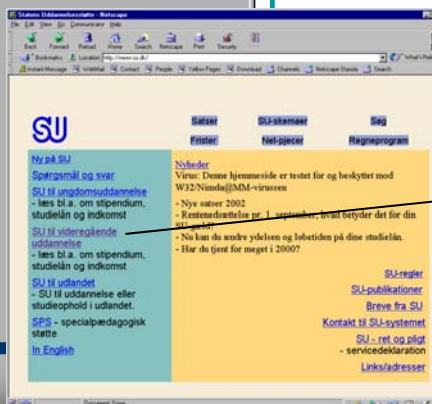 Statens Uddannelsesstøtte - Netscape
File Edit View Go Communicator Help
Back Forward Reload Home Search Netscape Print Security
Bookmarks Location: http://www.su.dk/ What's Related
Instant Message WebMail Contact People Yellow Pages Download Channels Search
SU
Satser SU-skemaer Søg
Frister Net-pjecer Regneprogram
Ny på SU
Spørgsmål og svar
SU til ungdomsuddannelse
- læs bl.a. om stipendium,
studielån og indkomst
SU til videregående
uddannelse
- læs bl.a. om stipendium,
studielån og indkomst
SU til udlandet
- SU til uddannelse eller
studieophold i udlandet.
SPS - specialpædagogisk
støtte
In English
Nyheder
Virus: Denne hjemmeside er testet for og beskyttet mod
W32/Nimda@MM-virussen
- Nye satser 2002
- Rentenedsættelse pr. 1. september, hvad betyder det for din
SU-gæld?
- Nu kan du ændre ydelsen og løbetiden på dine studielån.
- Har du tjent for meget i 2000?
SU-regler
SU-publikationer
Breve fra SU
Kontakt til SU-systemet
SU - ret og pligt
- servicedeklaration
Links/adresser
Document: Done